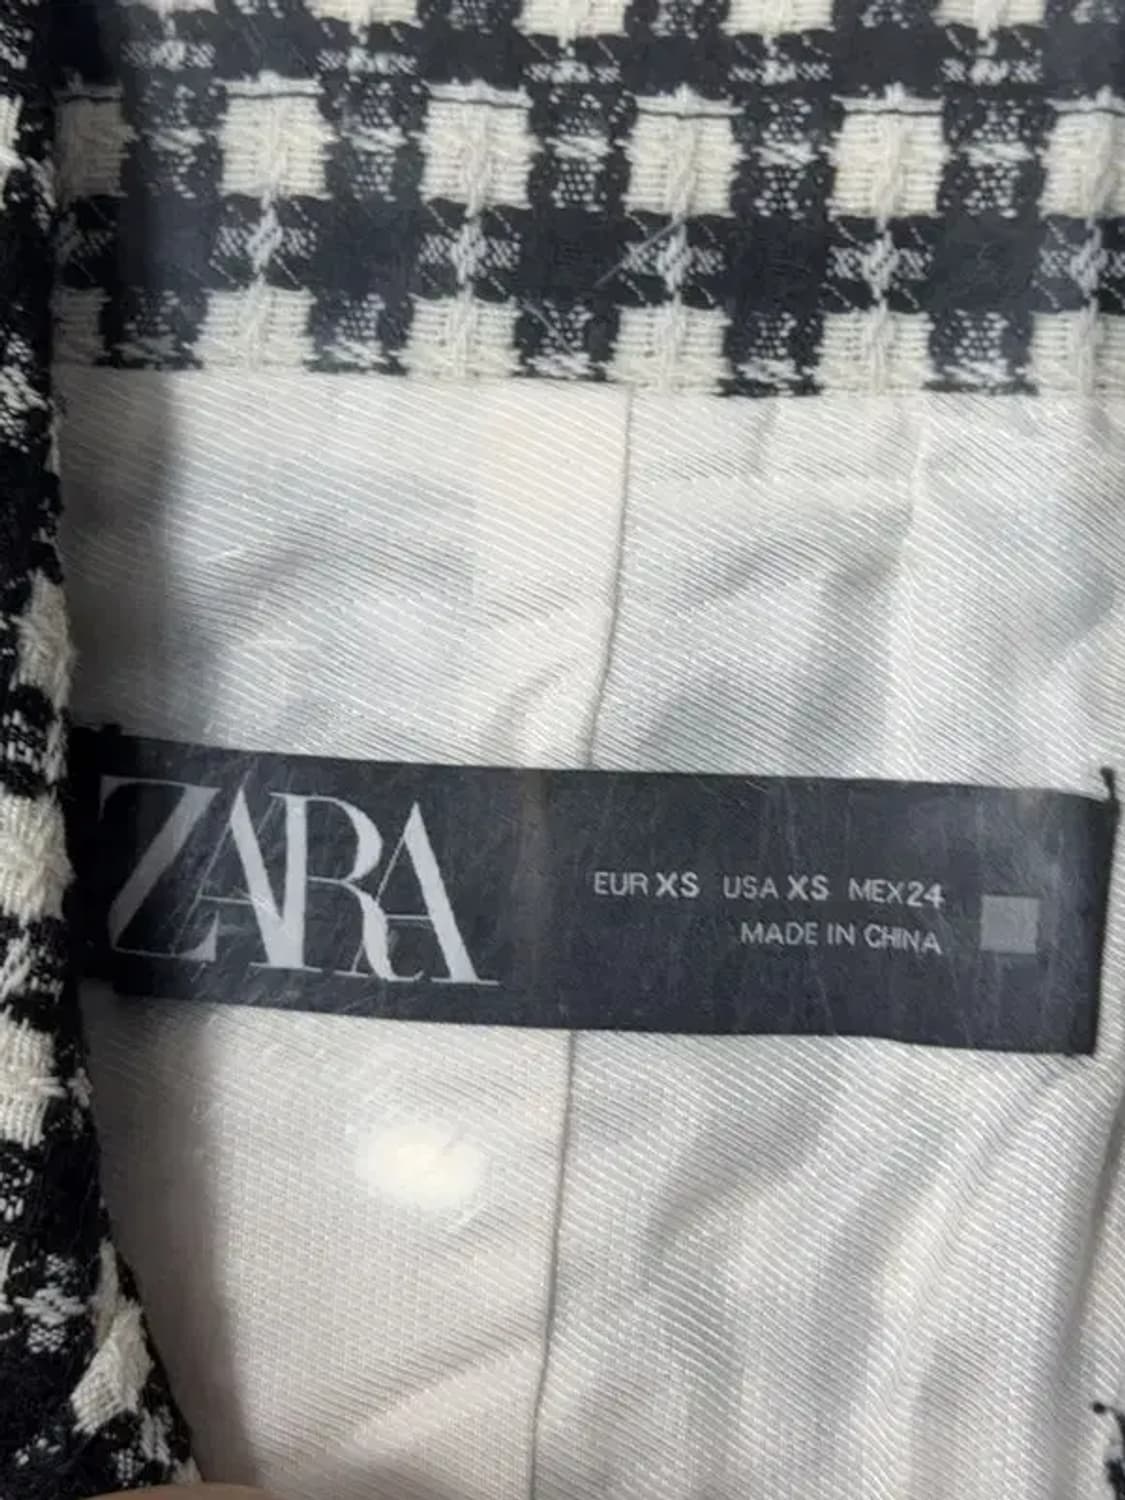 ZARA
EUR XS USA XS MEX 24
MADE IN CHINA